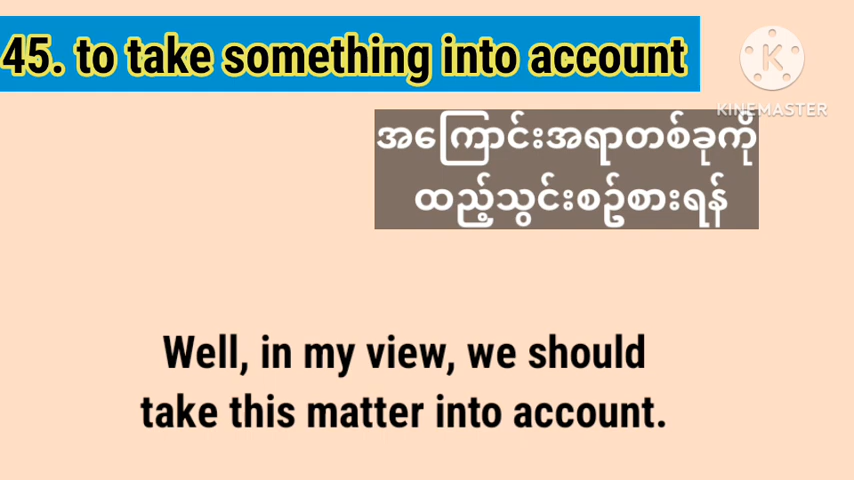 45. to take something into account
KINEMASTER
အကြောင်းအရာတစ်ခုကို
ထည့်သွင်းစဉ်စားရန်
Well, in my view, we should
take this matter into account.